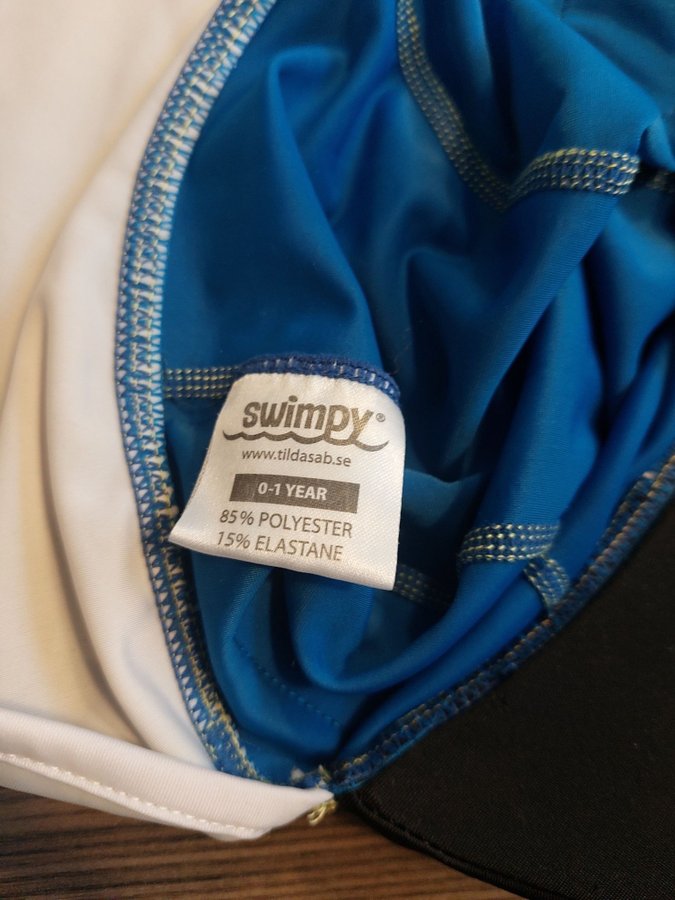 swimpy®
www.tildasab.se
0-1 YEAR
85% POLYESTER
15% ELASTANE